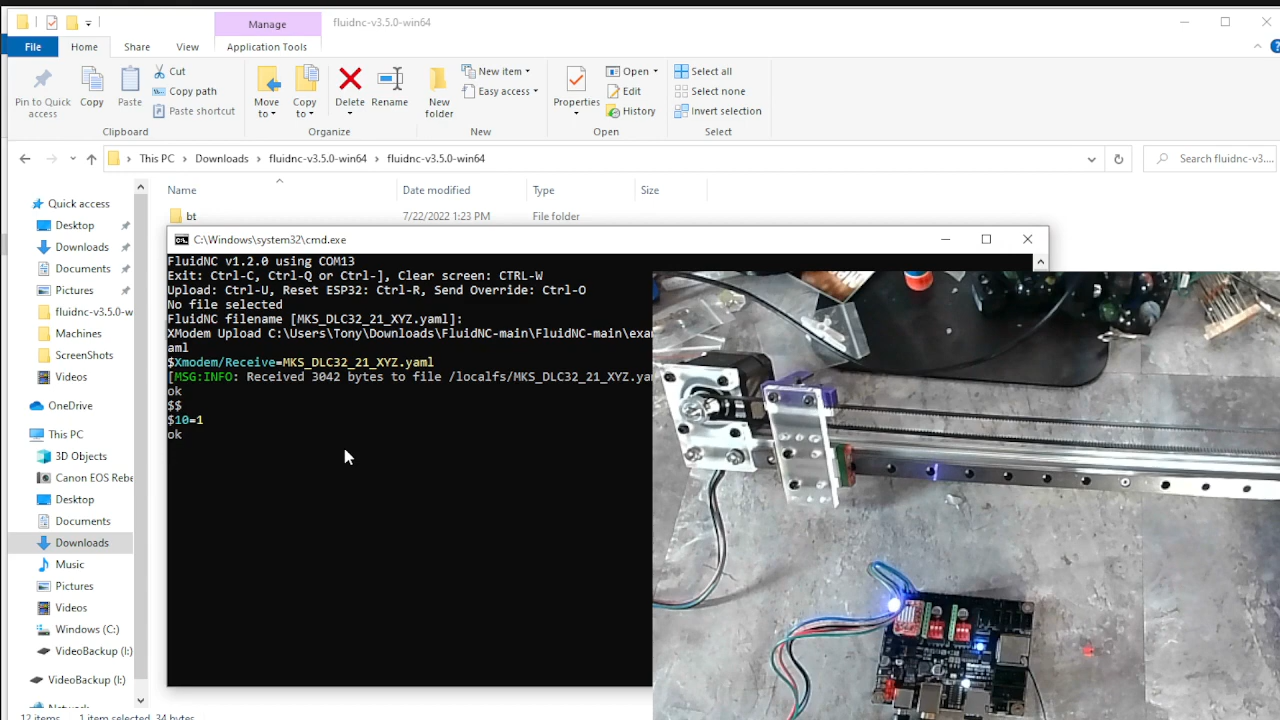 Manage
fluidnc-v3.5.0-win64
File
Home
Share
View
Application Tools
Pin to Quick access
Copy
Paste
Cut
Copy path
Paste shortcut
Clipboard
Move to
Copy to
Delete
Rename
Organize
New folder
New item
Easy access
New
Properties
Open
Edit
History
Open
Select all
Select none
Invert selection
Select
This PC
Downloads
fluidnc-v3.5.0-win64
fluidnc-v3.5.0-win64
Search fluidnc-v3....
Name
Date modified
Type
Size
bt
7/22/2022 1:23 PM
File folder
Quick access
Desktop
Downloads
Documents
Pictures
fluidnc-v3.5.0-w
Machines
ScreenShots
Videos
OneDrive
This PC
3D Objects
Canon EOS Rebe
Desktop
Documents
Downloads
Music
Pictures
Videos
Windows (C:)
VideoBackup (I:)
VideoBackup (I:)
C:\Windows\system32\cmd.exe
FluidNC v1.2.0 using COM13
Exit: Ctrl-C, Ctrl-Q or Ctrl-], Clear screen: CTRL-W
Upload: Ctrl-U, Reset ESP32: Ctrl-R, Send Override: Ctrl-O
No file selected
FluidNC filename [MKS_DLC32_21_XYZ.yaml]:
XModem Upload C:\Users\Tony\Downloads\FluidNC-main\FluidNC-main\exa
aml
$Xmodem/Receive=MKS_DLC32_21_XYZ.yaml
[MSG:INFO: Received 3042 bytes to file /localfs/MKS_DLC32_21_XYZ.ya
ok
$$
$10=1
ok
12 items
1 item selected, 34 bytes